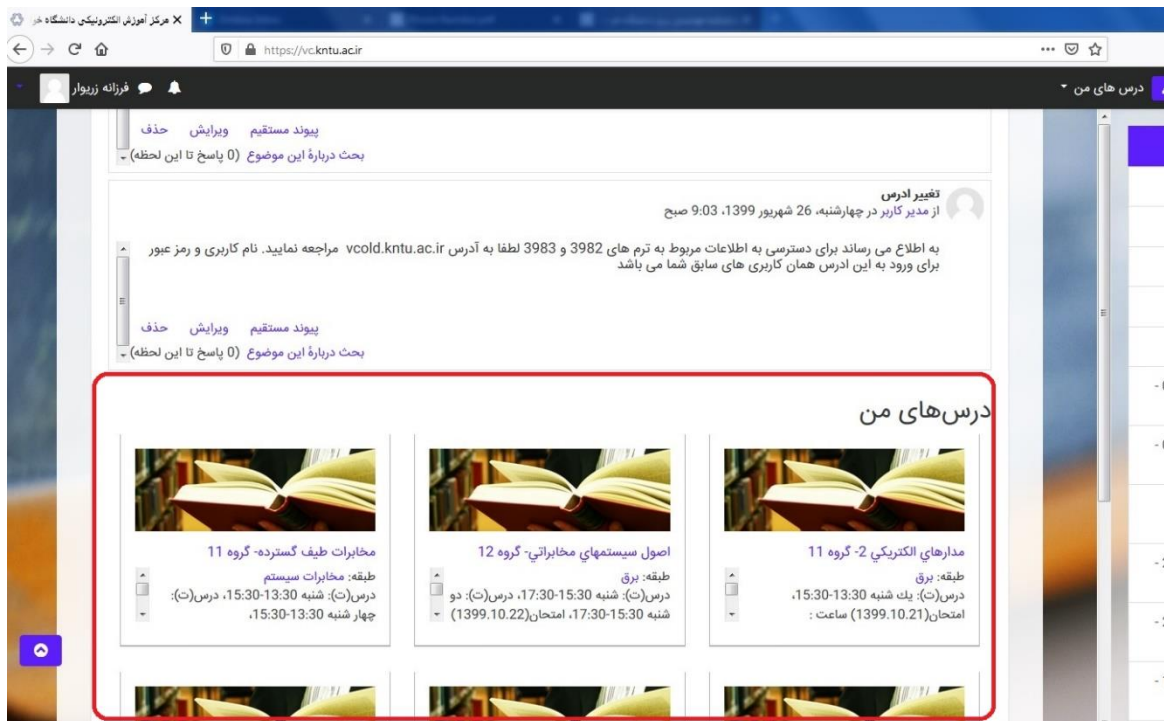 مرکز آموزش الکترونیکی دانشگاه خو
https://vc.kntu.ac.ir
درس های من
فرزانه زریوار
پیوند مستقیم ویرایش حذف
بحث دربارهٔ این موضوع (0 پاسخ تا این لحظه)
تغییر ادرس
از مدیر کاربر در چهارشنبه، 26 شهریور 1399، 9:03 صبح
به اطلاع می رساند برای دسترسی به اطلاعات مربوط به ترم های 3982 و 3983 لطفا به آدرس vcold.kntu.ac.ir مراجعه نمایید. نام کاربری و رمز عبور
برای ورود به این ادرس همان کاربری های سابق شما می باشد
پیوند مستقیم ویرایش حذف
بحث دربارهٔ این موضوع (0 پاسخ تا این لحظه)
درس‌های من
مدارهاي الکتريکي 2- گروه 11
طبقه: برق
درس(ت): يك شنبه 13:30-15:30،
امتحان(1399.10.21) ساعت :
اصول سيستمهاي مخابراتي- گروه 12
طبقه: برق
درس(ت): شنبه 15:30-17:30، درس(ت): دو
شنبه 15:30-17:30، امتحان(1399.10.22)
مخابرات طیف گسترده- گروه 11
طبقه: مخابرات سیستم
درس(ت): شنبه 13:30-15:30، درس(ت):
چهار شنبه 13:30-15:30،